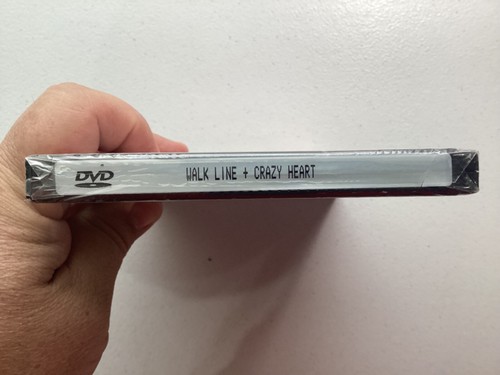 DVD
WALK LINE + CRAZY HEART